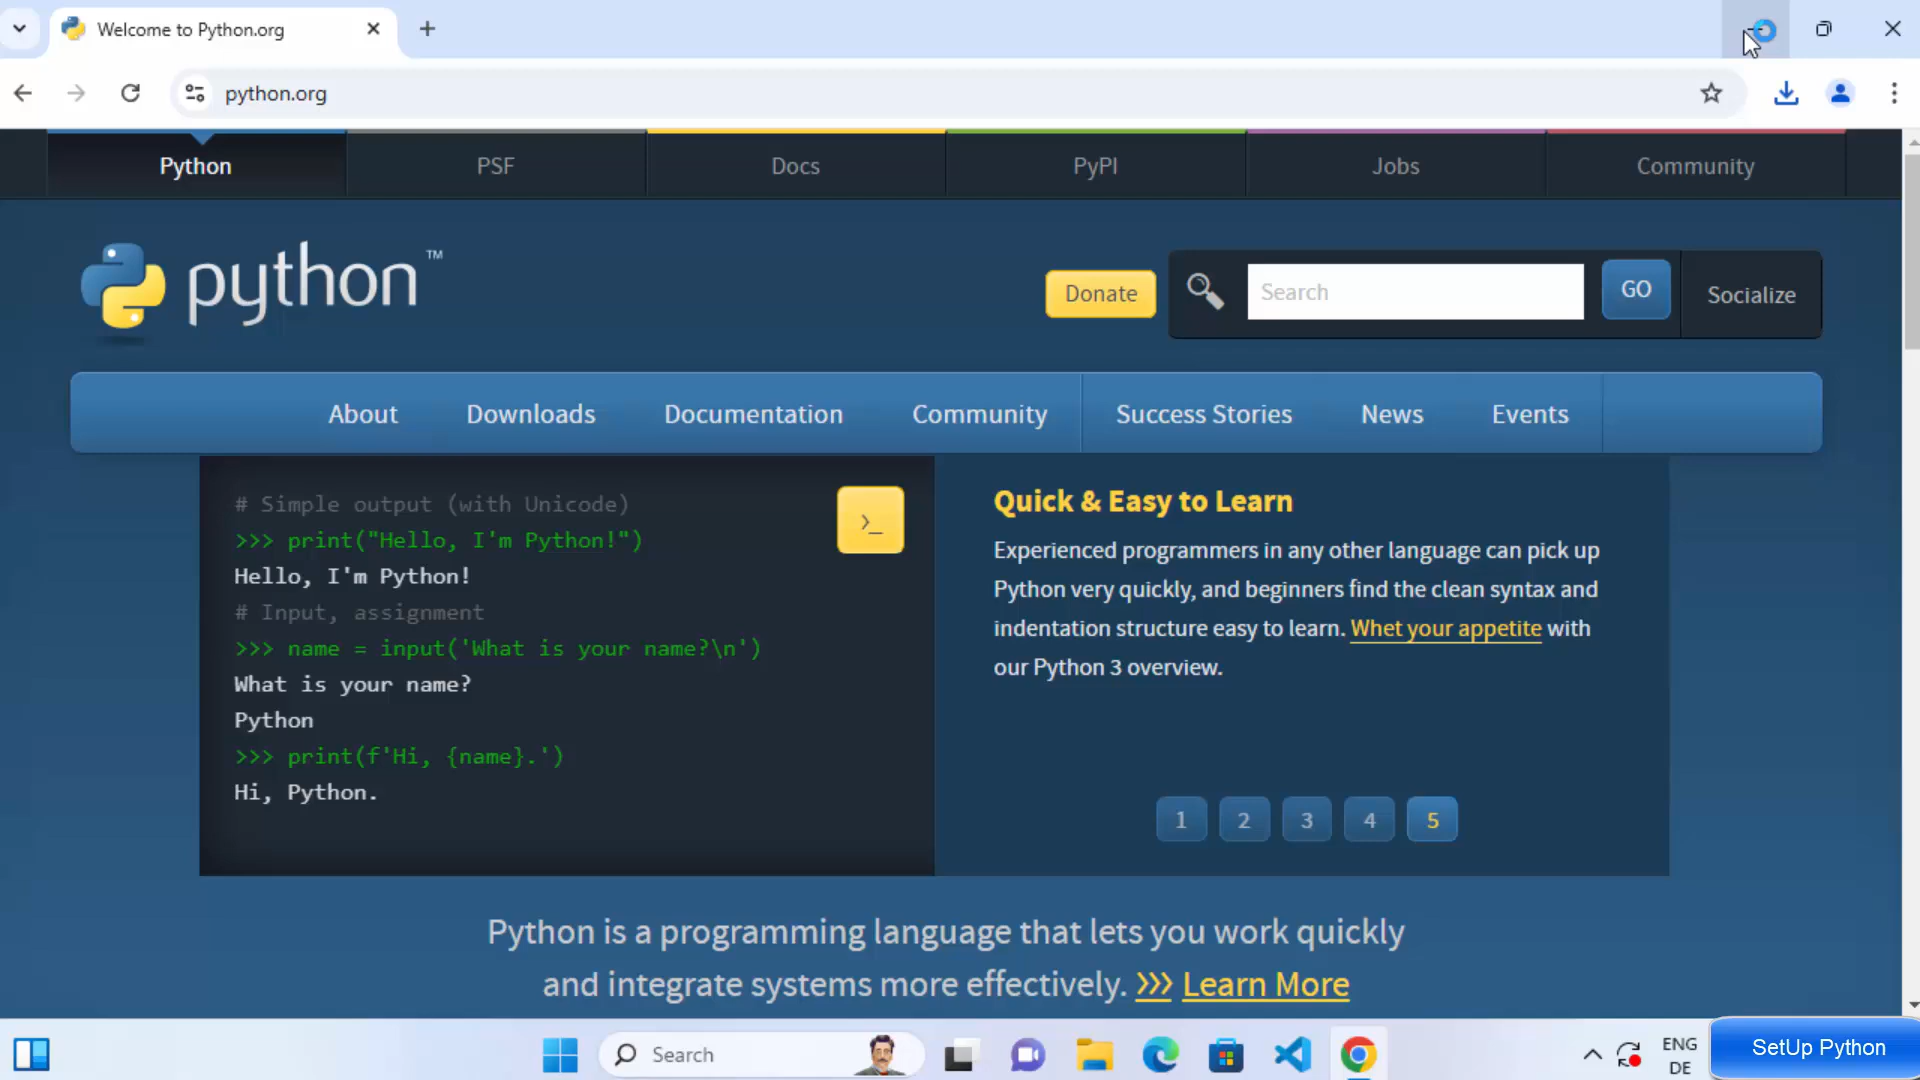 Welcome to Python.org
python.org
Python
PSF
Docs
PyPI
Jobs
Community
python™
Donate
Search
GO
Socialize
About
Downloads
Documentation
Community
Success Stories
News
Events
# Simple output (with Unicode)
>>> print("Hello, I'm Python!")
Hello, I'm Python!
# Input, assignment
>>> name = input('What is your name?\n')
What is your name?
Python
>>> print(f'Hi, {name}.')
Hi, Python.
>_
Quick & Easy to Learn
Experienced programmers in any other language can pick up
Python very quickly, and beginners find the clean syntax and
indentation structure easy to learn. Whet your appetite with
our Python 3 overview.
1 2 3 4 5
Python is a programming language that lets you work quickly
and integrate systems more effectively. >>> Learn More
Search
ENG
DE
SetUp Python